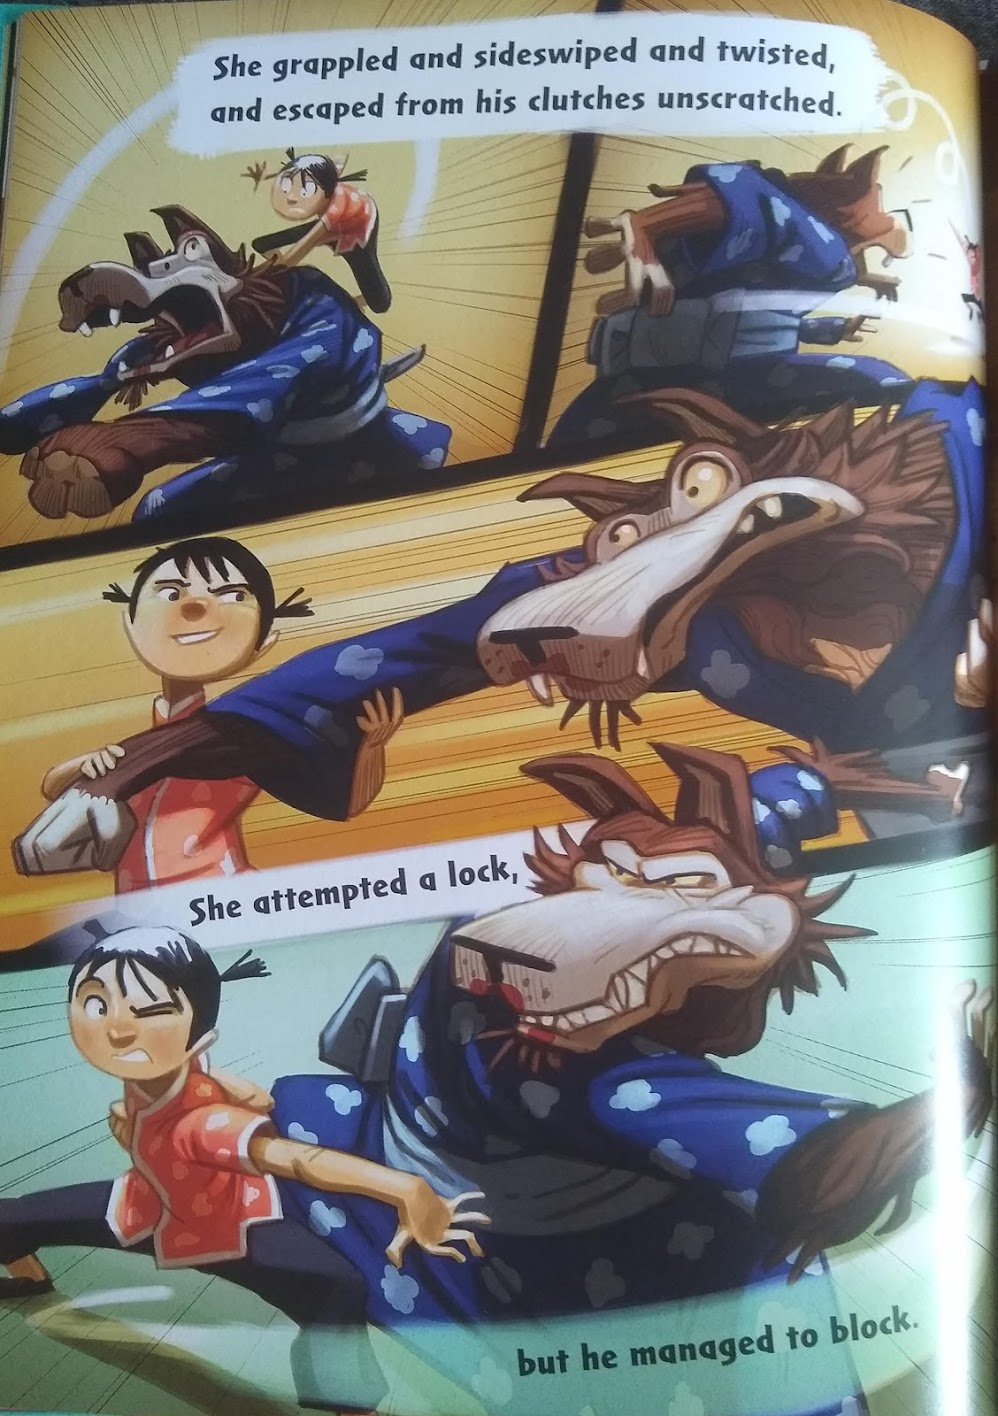 She grappled and sideswiped and twisted,
and escaped from his clutches unscratched.
She attempted a lock,
but he managed to block.